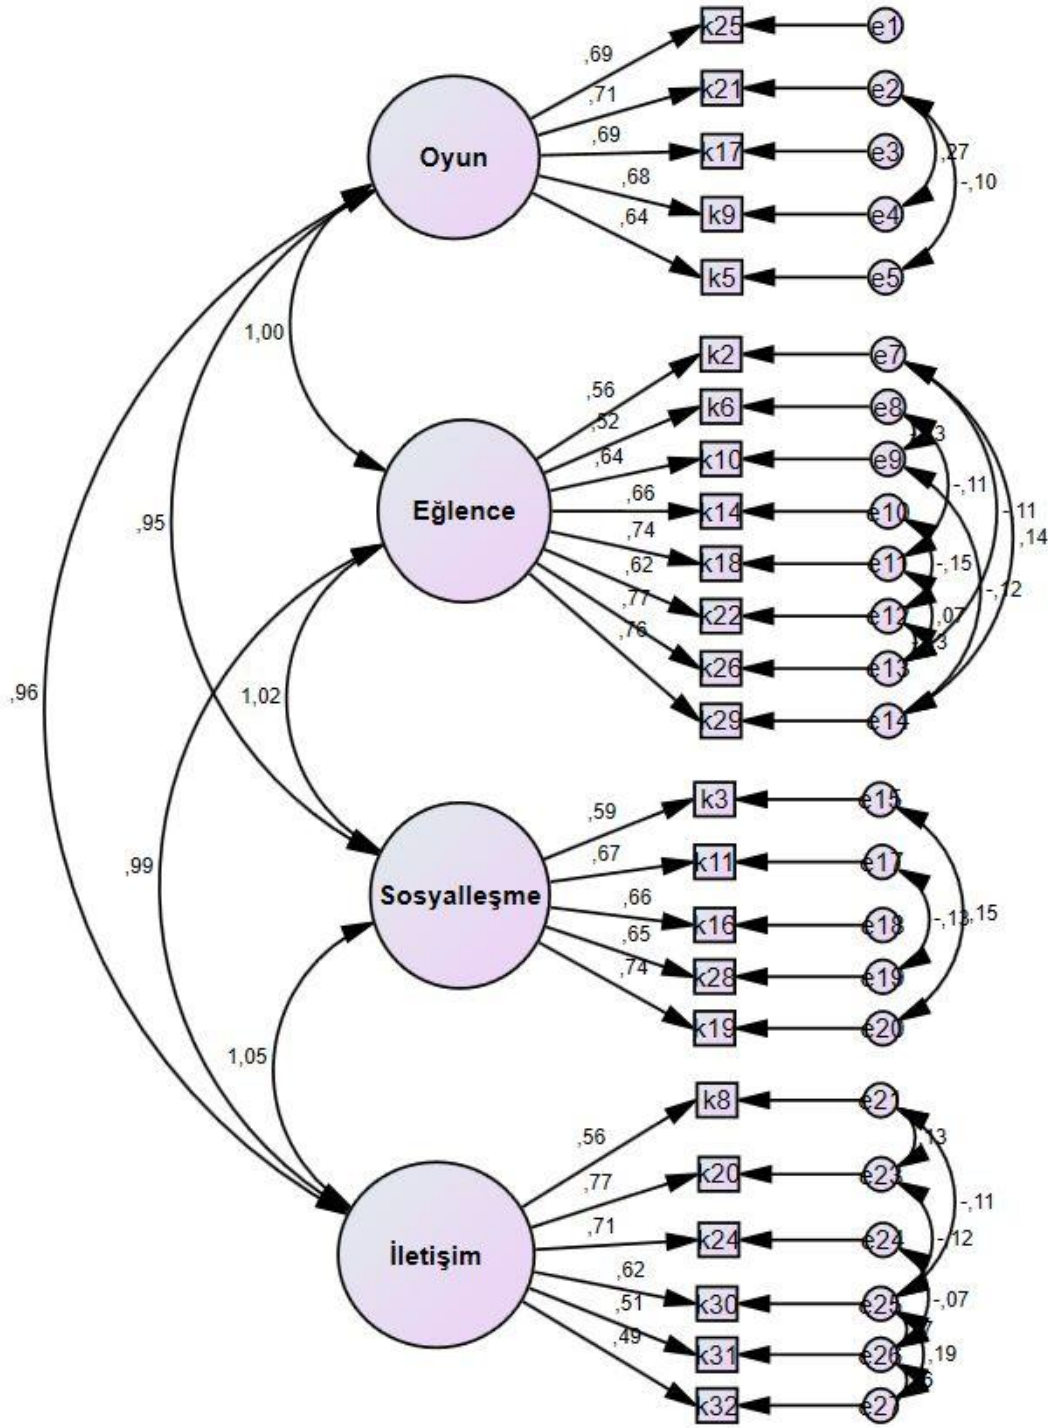 k25
e1
,69
k21
e2
,71
Oyun
,69
k17
e3
,27
,68
-,10
k9
e4
,64
k5
e5
1,00
k2
e7
,56
k6
e8
,52
,64
k10
e9
-,11
,66
Eğlence
k14
e10
-,11
,14
,74
k18
e11
-,15
,62
-,12
,77
k22
e12
,07
,76
k26
e13
k29
e14
,95
,96
1,02
k3
e15
,59
,67
k11
e17
,99
,66
Sosyalleşme
k16
e18
-,13
,15
,65
k28
e19
,74
k19
e20
1,05
k8
e21
,56
k20
e23
,77
-,11
,71
k24
e24
-,12
İletişim
,62
k30
e25
-,07
,51
,49
k31
e26
,19
k32
e27